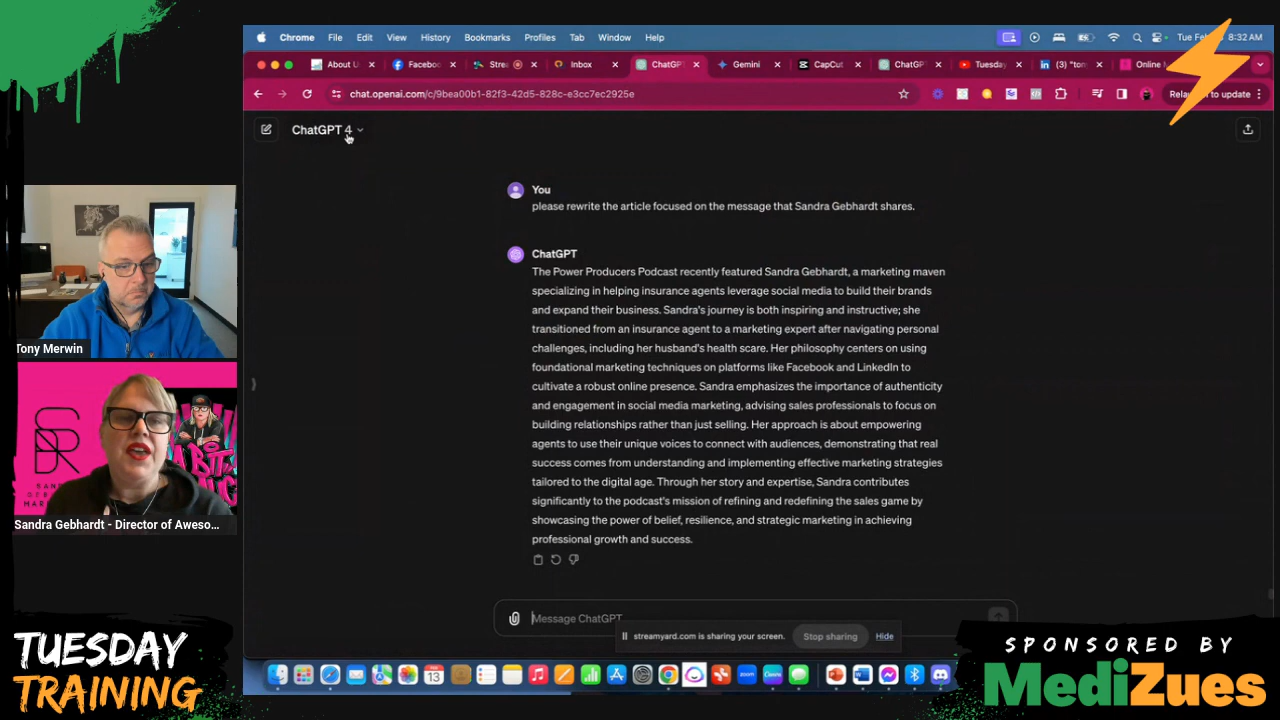 Chrome File Edit View History Bookmarks Profiles Tab Window Help
8:32 AM
About
Inbox
ChatGP
Gemini
CapCut
ChatGP
Tuesday
Online
chat.openai.com/c/9bea00b1-82f3-42d5-828c-e3cc7ec2925e
to update
ChatGPT 4
You
please rewrite the article focused on the message that Sandra Gebhardt shares.
ChatGPT
The Power Producers Podcast recently featured Sandra Gebhardt, a marketing maven
specializing in helping insurance agents leverage social media to build their brands
and expand their business. Sandra's journey is both inspiring and instructive; she
transitioned from an insurance agent to a marketing expert after navigating personal
challenges, including her husband's health scare. Her philosophy centers on using
foundational marketing techniques on platforms like Facebook and LinkedIn to
cultivate a robust online presence. Sandra emphasizes the importance of authenticity
and engagement in social media marketing, advising sales professionals to focus on
building relationships rather than just selling. Her approach is about empowering
agents to use their unique voices to connect with audiences, demonstrating that real
success comes from understanding and implementing effective marketing strategies
tailored to the digital age. Through her story and expertise, Sandra contributes
significantly to the podcast's mission of refining and redefining the sales game by
showcasing the power of belief, resilience, and strategic marketing in achieving
professional growth and success.
Message ChatGPT
streamyard.com is sharing your screen. Stop sharing Hide
Tony Merwin
Sandra Gebhardt - Director of Aweso...
TUESDAY
TRAINING
SPONSORED BY
MediZues